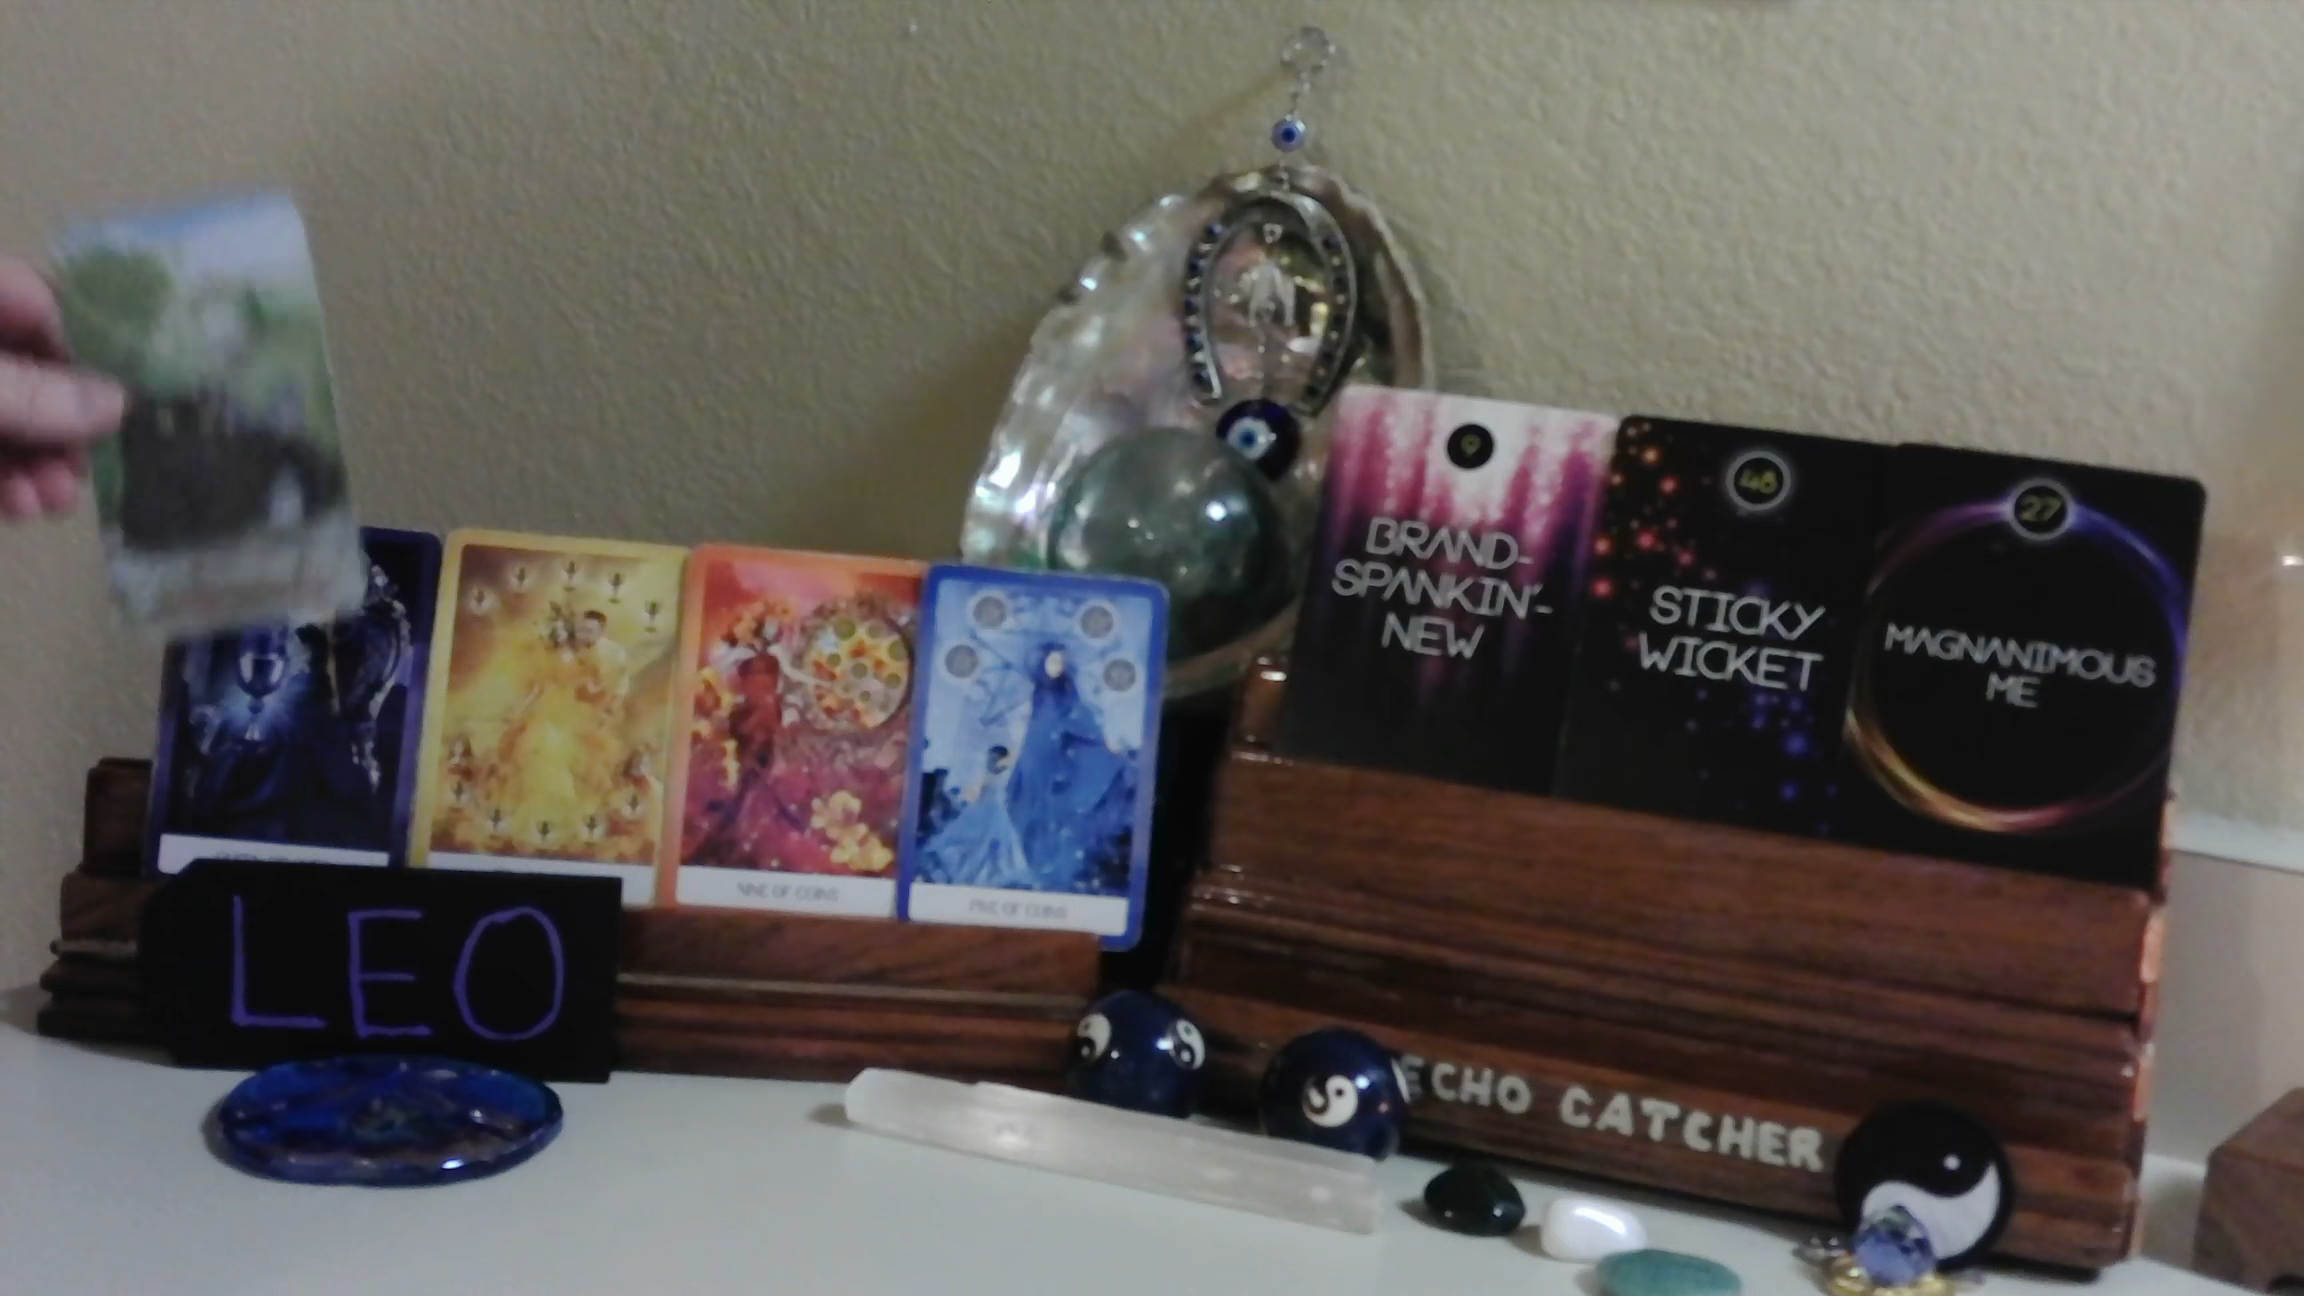 9
BRAND-
SPANKIN'-
NEW
48
STICKY
WICKET
27
MAGNANIMOUS
ME
NINE OF COINS
FIVE OF COINS
LEO
ECHO CATCHER